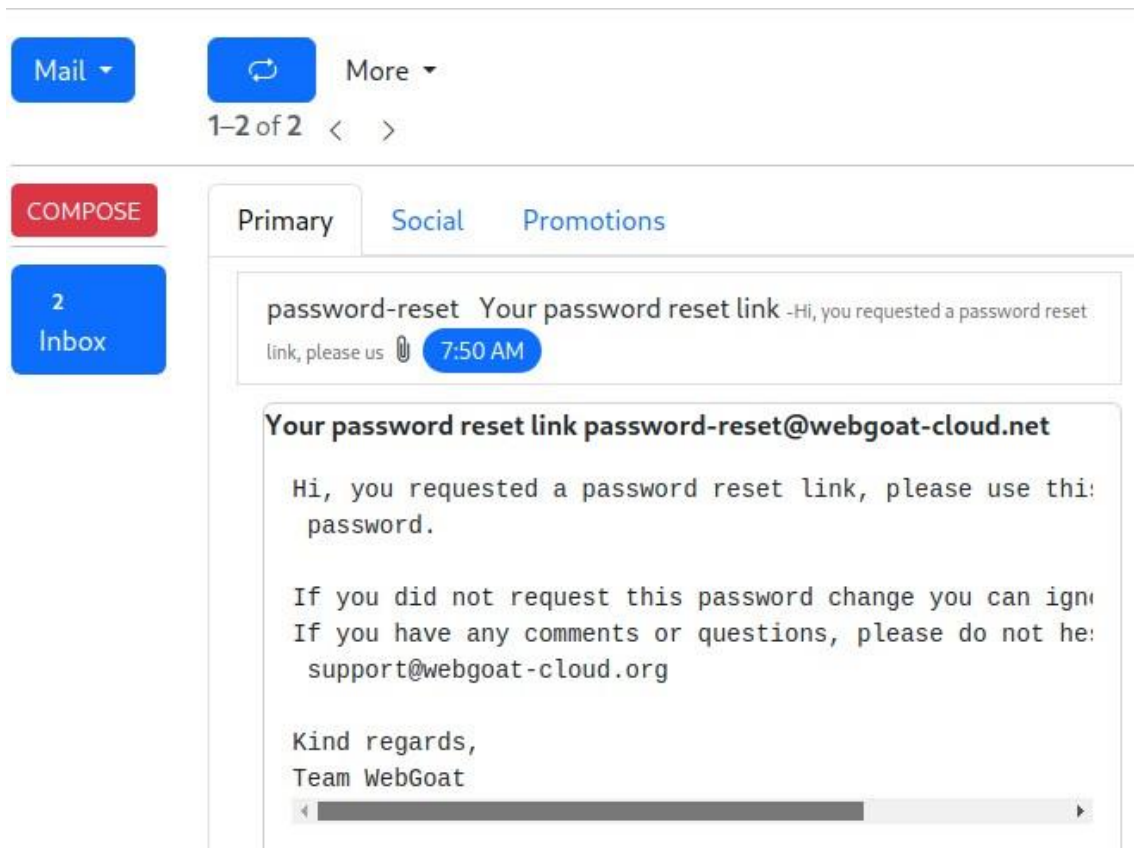 Mail
More
1–2 of 2
COMPOSE
Primary Social Promotions
2
Inbox
password-reset Your password reset link -Hi, you requested a password reset
link, please us 7:50 AM
Your password reset link password-reset@webgoat-cloud.net
Hi, you requested a password reset link, please use
password.
If you did not request this password change you can
If you have any comments or questions, please do not
support@webgoat-cloud.org
Kind regards,
Team WebGoat